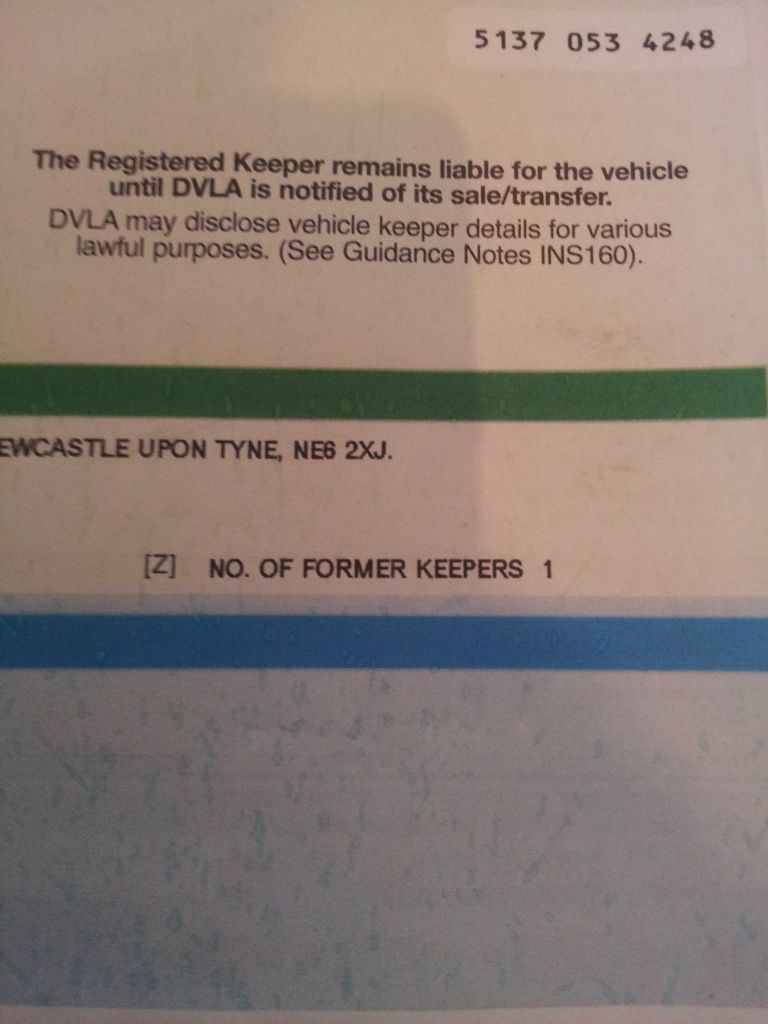 5137 053 4248
The Registered Keeper remains liable for the vehicle
until DVLA is notified of its sale/transfer.
DVLA may disclose vehicle keeper details for various
lawful purposes. (See Guidance Notes INS160).
EWCASTLE UPON TYNE, NE6 2XJ.
[Z] NO. OF FORMER KEEPERS 1